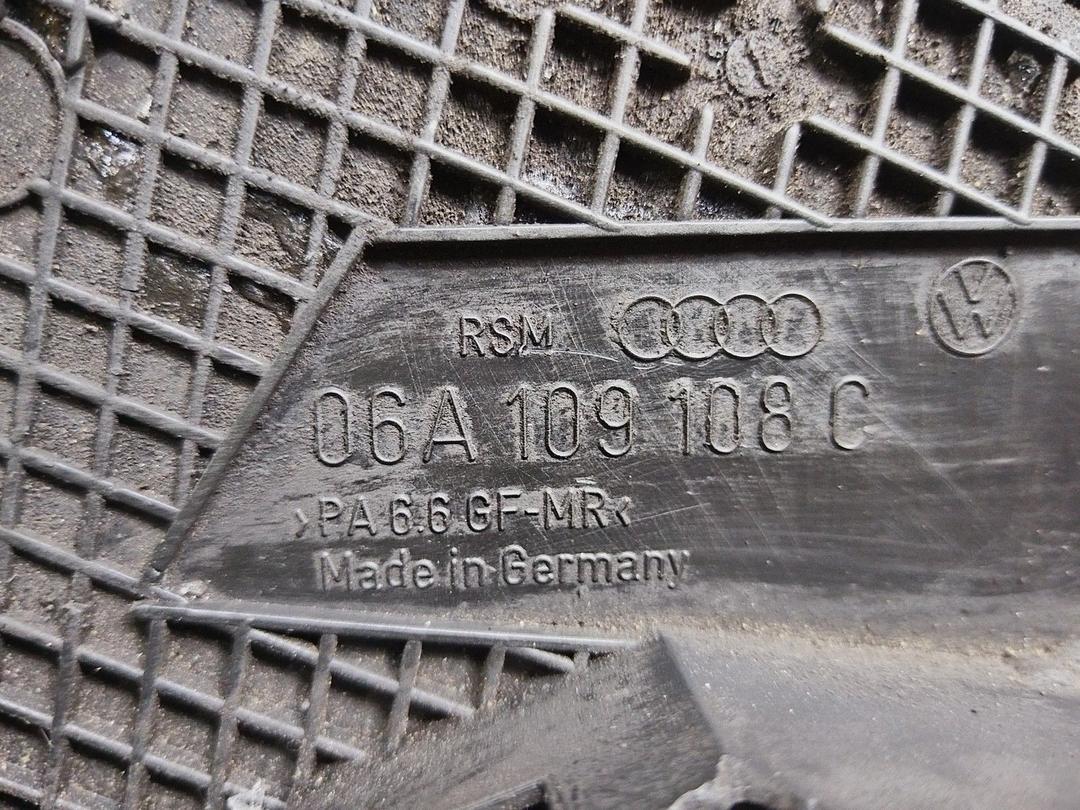 RSM
06A 109 108 C
>PA 6.6 GF-MR<
Made in Germany